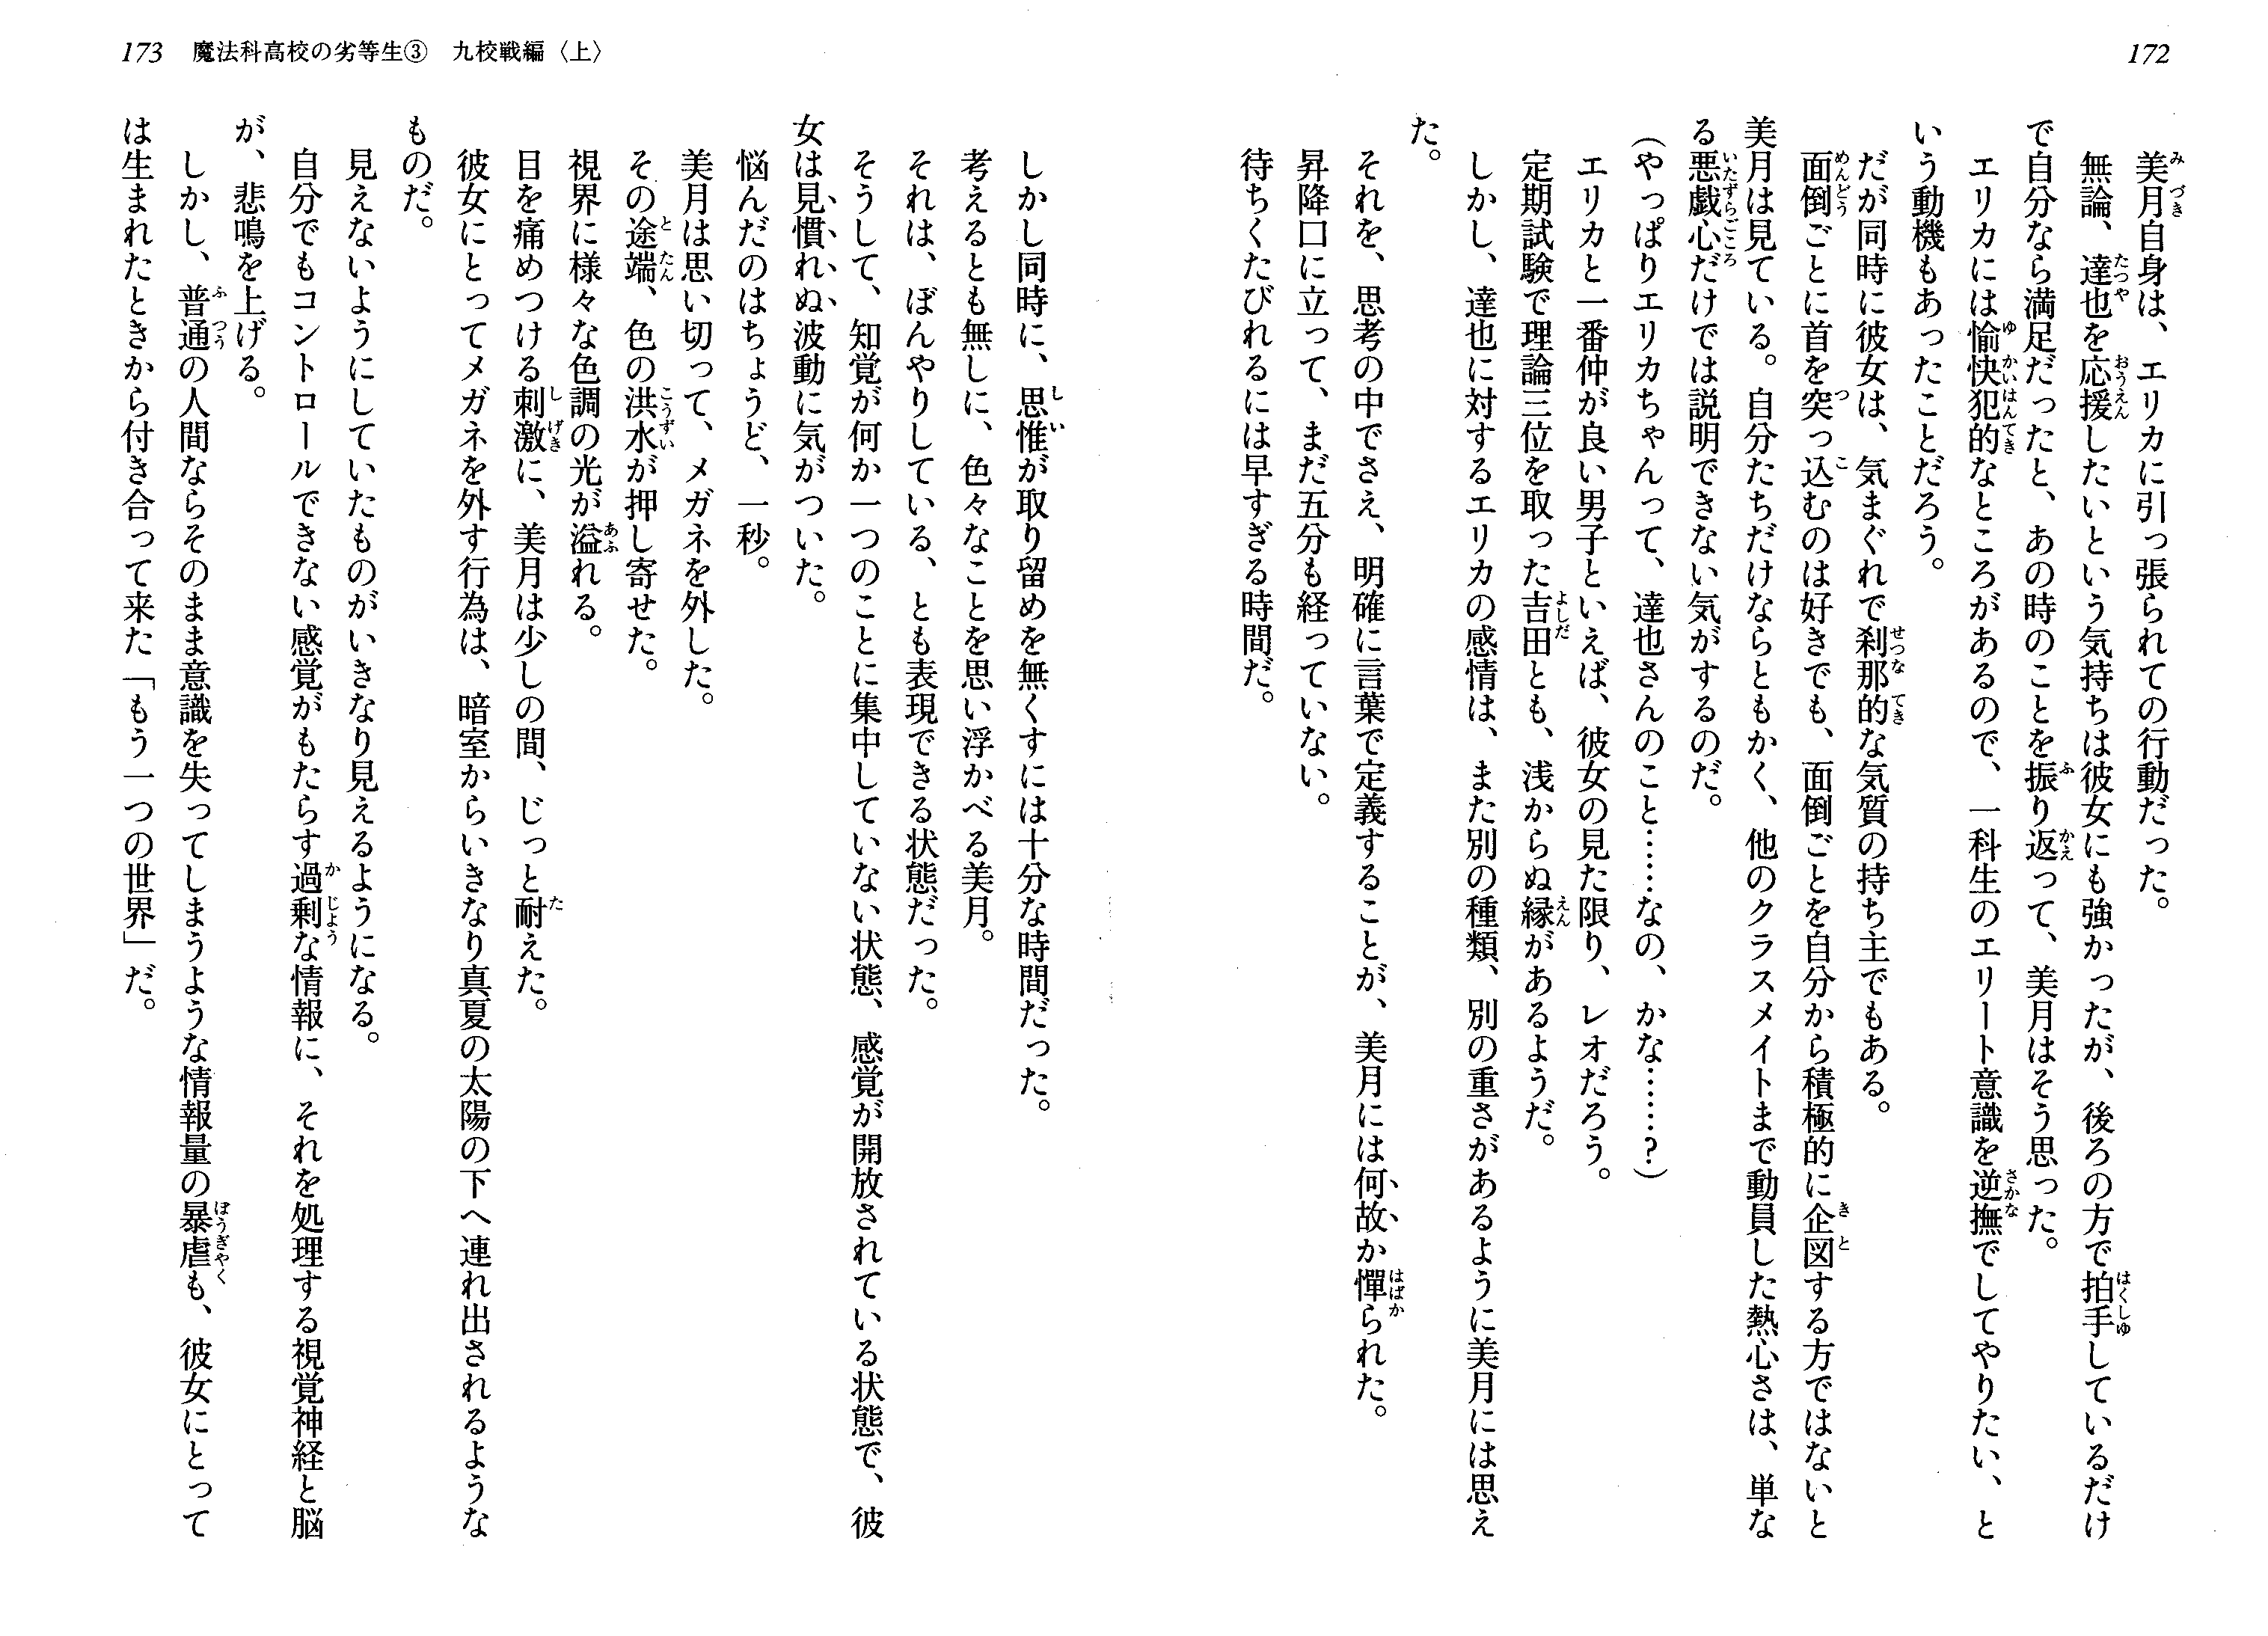 172
美月自身は、エリカに引っ張られての行動だった。
無論、達也を応援したいという気持ちは彼女にも強かったが、後ろの方で拍手しているだけ
で自分なら満足だったと、あの時のことを振り返って、美月はそう思った。
エリカには愉快犯的なところがあるので、一科生のエリート意識を逆撫でしてやりたい、と
いう動機もあったことだろう。
だが同時に彼女は、気まぐれで刹那的な気質の持ち主でもある。
面倒ごとに首を突っ込むのは好きでも、面倒ごとを自分から積極的に企図する方ではないと
美月は見ている。自分たちだけならともかく、他のクラスメイトまで動員した熱心さは、単な
る悪戯心だけでは説明できない気がするのだ。
（やっぱりエリカちゃんって、達也さんのこと……なの、かな……？）
エリカと一番仲が良い男子といえば、彼女の見た限り、レオだろう。
定期試験で理論三位を取った吉田とも、浅からぬ縁があるようだ。
しかし、達也に対するエリカの感情は、また別の種類、別の重さがあるように美月には思え
た。
それを、思考の中でさえ、明確に言葉で定義することが、美月には何故か憚られた。
昇降口に立って、まだ五分も経っていない。
待ちくたびれるには早すぎる時間だ。
173 魔法科高校の劣等生③ 九校戦編〈上〉
しかし同時に、思惟が取り留めを無くすには十分な時間だった。
考えるとも無しに、色々なことを思い浮かべる美月。
それは、ぼんやりしている、とも表現できる状態だった。
そうして、知覚が何か一つのことに集中していない状態、感覚が開放されている状態で、彼
女は見慣れぬ波動に気がついた。
悩んだのはちょうど、一秒。
美月は思い切って、メガネを外した。
その途端、色の洪水が押し寄せた。
視界に様々な色調の光が溢れる。
目を痛めつける刺激に、美月は少しの間、じっと耐えた。
彼女にとってメガネを外す行為は、暗室からいきなり真夏の太陽の下へ連れ出されるような
ものだ。
見えないようにしていたものがいきなり見えるようになる。
自分でもコントロールできない感覚がもたらす過剰な情報に、それを処理する視覚神経と脳
が、悲鳴を上げる。
しかし、普通の人間ならそのまま意識を失ってしまうような情報量の暴虐も、彼女にとって
は生まれたときから付き合って来た「もう一つの世界」だ。